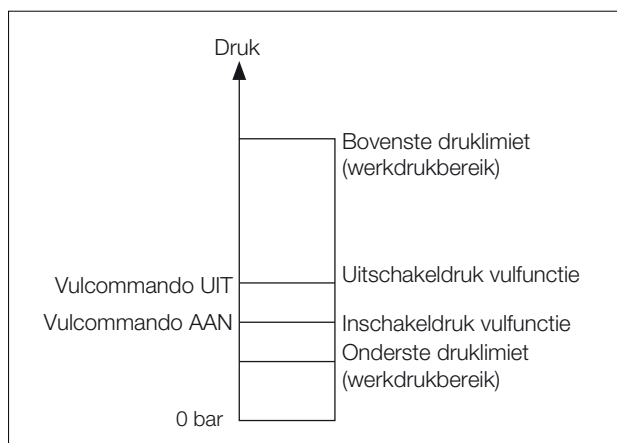 Druk
Bovenste druklimiet
(werkdrukbereik)
Vulcommando UIT
Uitschakeldruk vulfunctie
Vulcommando AAN
Inschakeldruk vulfunctie
Onderste druklimiet
(werkdrukbereik)
0 bar